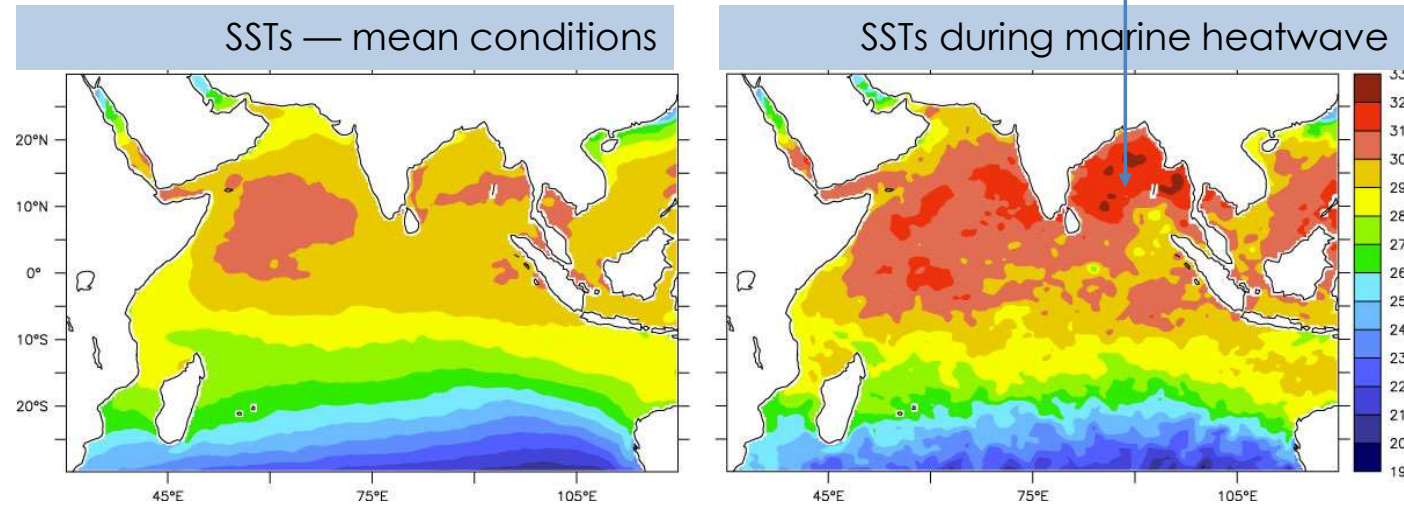 SSTs — mean conditions
SSTs during marine heatwave
20°N
10°N
0°
10°S
20°S
45°E
75°E
105°E
45°E
75°E
105°E
33
32
31
30
29
28
27
26
25
24
23
22
21
20
19